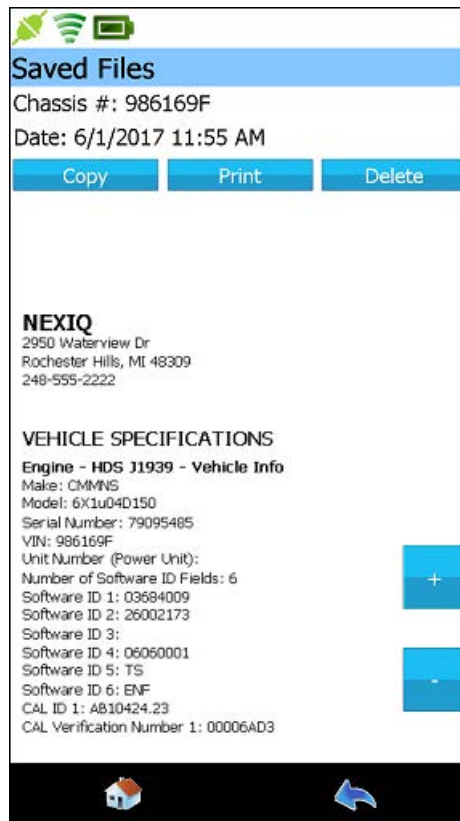 Saved Files
Chassis #: 986169F
Date: 6/1/2017 11:55 AM
Copy Print Delete
NEXIQ
2950 Waterview Dr
Rochester Hills, MI 48309
248-555-2222
VEHICLE SPECIFICATIONS
Engine - HDS J1939 - Vehicle Info
Make: CMMNS
Model: 6X1u04D150
Serial Number: 79095485
VIN: 986169F
Unit Number (Power Unit):
Number of Software ID Fields: 6
Software ID 1: 03684009
Software ID 2: 26002173
Software ID 3:
Software ID 4: 06060001
Software ID 5: TS
Software ID 6: ENF
CAL ID 1: AB10424.23
CAL Verification Number 1: 00006AD3
+
-